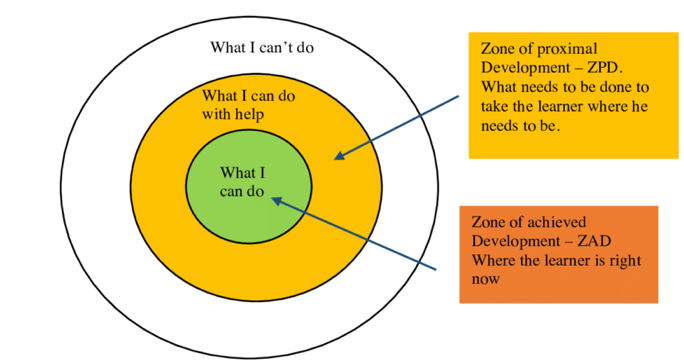 What I can’t do
What I can do
with help
What I
can do
Zone of proximal
Development – ZPD.
What needs to be done to
take the learner where he
needs to be.
Zone of achieved
Development – ZAD
Where the learner is right
now